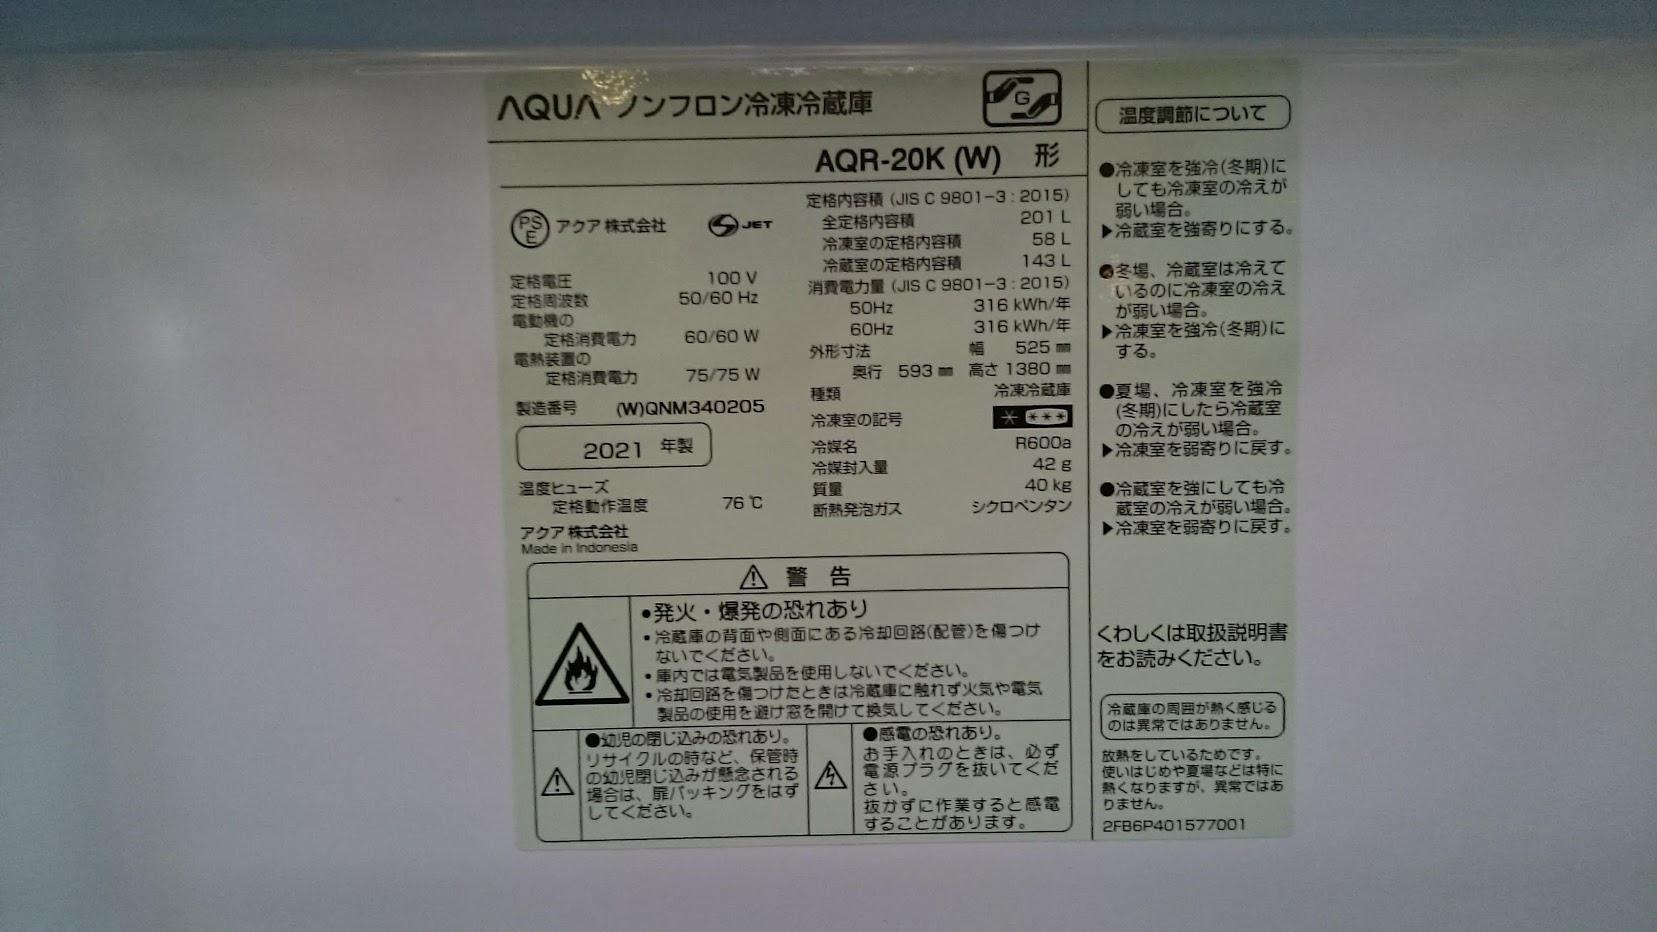 AQUA ノンフロン冷凍冷蔵庫
G
AQR-20K (W) 形
PS
E
アクア 株式会社
S JET
定格電圧 100 V
定格周波数 50/60 Hz
電動機の
定格消費電力 60/60 W
電熱装置の
定格消費電力 75/75 W
製造番号 (W)QNM340205
2021 年製
温度ヒューズ
定格動作温度 76 ℃
アクア 株式会社
Made in Indonesia
定格内容積 (JIS C 9801-3 : 2015)
全定格内容積 201 L
冷凍室の定格内容積 58 L
冷蔵室の定格内容積 143 L
消費電力量 (JIS C 9801-3 : 2015)
50Hz 316 kWh/年
60Hz 316 kWh/年
外形寸法 幅 525 ㎜
奥行 593 ㎜ 高さ 1380 ㎜
種類 冷凍冷蔵庫
冷凍室の記号 * ***
冷媒名 R600a
冷媒封入量 42 g
質量 40 kg
断熱発泡ガス シクロペンタン
⚠ 警 告
•発火・爆発の恐れあり
•冷蔵庫の背面や側面にある冷却回路(配管)を傷つけ
ないでください。
•庫内では電気製品を使用しないでください。
•冷却回路を傷つけたときは冷蔵庫に触れず火気や電気
製品の使用を避け窓を開けて換気してください。
●幼児の閉じ込みの恐れあり。
リサイクルの時など、保管時
の幼児閉じ込みが懸念される
場合は、扉パッキングをはず
してください。
●感電の恐れあり。
お手入れのときは、必ず
電源プラグを抜いてくだ
さい。
抜かずに作業すると感電
することがあります。
温度調節について
●冷凍室を強冷(冬期)に
しても冷凍室の冷えが
弱い場合。
▶冷蔵室を強寄りにする。
●冬場、冷蔵室は冷えて
いるのに冷凍室の冷え
が弱い場合。
▶冷凍室を強冷(冬期)に
する。
●夏場、冷凍室を強冷
(冬期)にしたら冷蔵室
の冷えが弱い場合。
▶冷凍室を弱寄りに戻す。
●冷蔵室を強にしても冷
蔵室の冷えが弱い場合。
▶冷凍室を弱寄りに戻す。
くわしくは取扱説明書
をお読みください。
冷蔵庫の周囲が熱く感じる
のは異常ではありません。
放熱をしているためです。
使いはじめや夏場などは特に
熱くなりますが、異常ではあ
りません。
2FB6P401577001